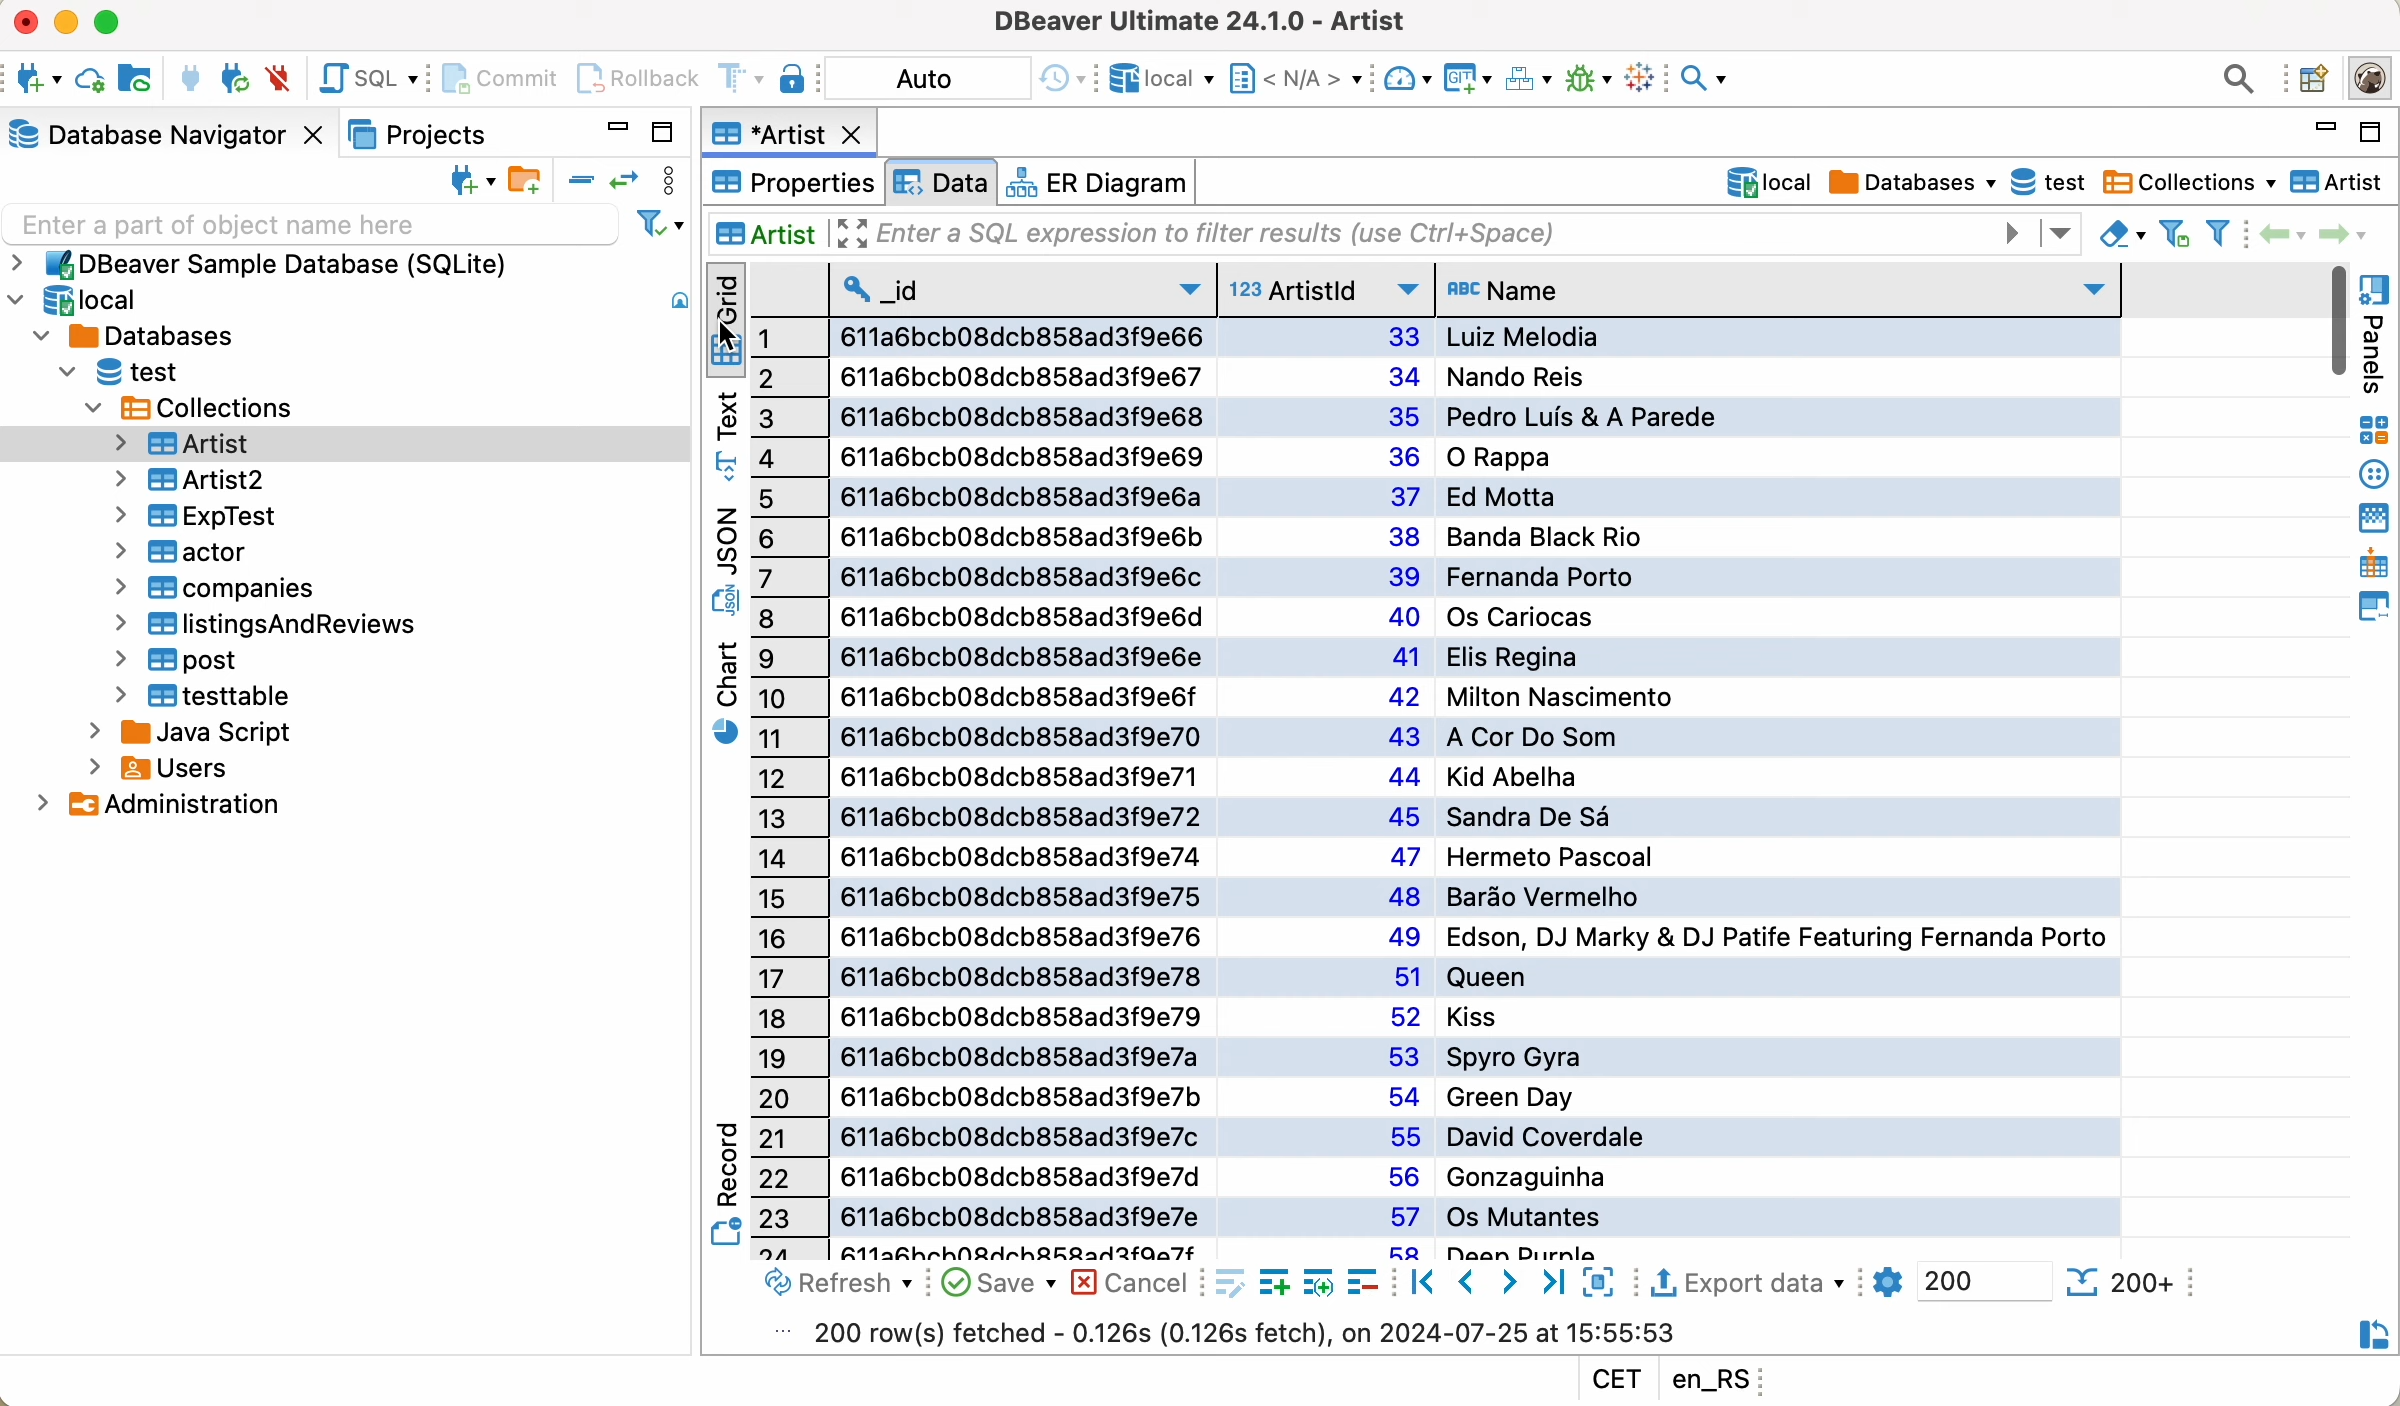 DBeaver Ultimate 24.1.0 - Artist
SQL Commit Rollback Auto local < N/A > GIT
Database Navigator Projects
*Artist
Properties Data ER Diagram local Databases test Collections Artist
Enter a part of object name here
Artist Enter a SQL expression to filter results (use Ctrl+Space)
DBeaver Sample Database (SQLite)
local
Databases
test
Collections
Artist
Artist2
ExpTest
actor
companies
listingsAndReviews
post
testtable
Java Script
Users
Administration
Grid
Text
JSON
JSON
Chart
Record
_id 123 ArtistId ABC Name
1 611a6bcb08dcb858ad3f9e66 33 Luiz Melodia
2 611a6bcb08dcb858ad3f9e67 34 Nando Reis
3 611a6bcb08dcb858ad3f9e68 35 Pedro Luís & A Parede
4 611a6bcb08dcb858ad3f9e69 36 O Rappa
5 611a6bcb08dcb858ad3f9e6a 37 Ed Motta
6 611a6bcb08dcb858ad3f9e6b 38 Banda Black Rio
7 611a6bcb08dcb858ad3f9e6c 39 Fernanda Porto
8 611a6bcb08dcb858ad3f9e6d 40 Os Cariocas
9 611a6bcb08dcb858ad3f9e6e 41 Elis Regina
10 611a6bcb08dcb858ad3f9e6f 42 Milton Nascimento
11 611a6bcb08dcb858ad3f9e70 43 A Cor Do Som
12 611a6bcb08dcb858ad3f9e71 44 Kid Abelha
13 611a6bcb08dcb858ad3f9e72 45 Sandra De Sá
14 611a6bcb08dcb858ad3f9e74 47 Hermeto Pascoal
15 611a6bcb08dcb858ad3f9e75 48 Barão Vermelho
16 611a6bcb08dcb858ad3f9e76 49 Edson, DJ Marky & DJ Patife Featuring Fernanda Porto
17 611a6bcb08dcb858ad3f9e78 51 Queen
18 611a6bcb08dcb858ad3f9e79 52 Kiss
19 611a6bcb08dcb858ad3f9e7a 53 Spyro Gyra
20 611a6bcb08dcb858ad3f9e7b 54 Green Day
21 611a6bcb08dcb858ad3f9e7c 55 David Coverdale
22 611a6bcb08dcb858ad3f9e7d 56 Gonzaguinha
23 611a6bcb08dcb858ad3f9e7e 57 Os Mutantes
24 611a6bcb08dcb858ad3f9e7f 58 Deep Purple
Panels
Refresh Save Cancel Export data 200 200+
... 200 row(s) fetched - 0.126s (0.126s fetch), on 2024-07-25 at 15:55:53
CET en_RS